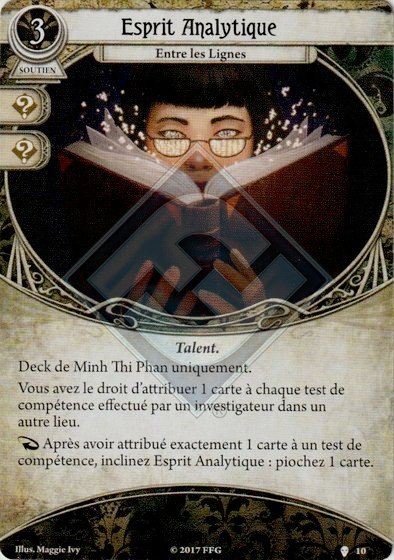 3
SOUTIEN
Esprit Analytique
Entre les Lignes
?
?
Talent.
Deck de Minh Thi Phan uniquement.
Vous avez le droit d'attribuer 1 carte à chaque test de
compétence effectué par un investigateur dans un
autre lieu.
Après avoir attribué exactement 1 carte à un test de
compétence, inclinez Esprit Analytique : piochez 1 carte.
Illus. Maggie Ivy
© 2017 FFG
10